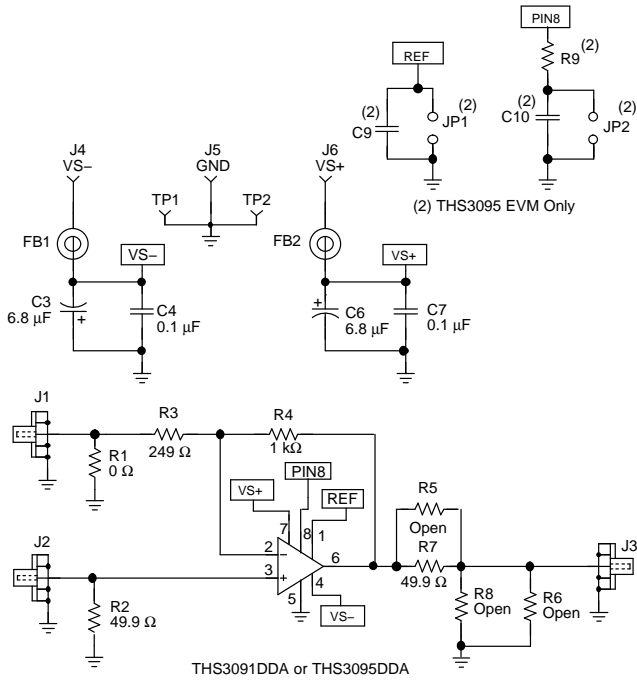 PIN8
REF
R9 (2)
(2)
C9
(2)
JP1
(2)
C10
(2)
JP2
(2) THS3095 EVM Only
J4
VS−
J5
GND
J6
VS+
TP1
TP2
FB1
VS−
FB2
VS+
C3
6.8 µF
+
C4
0.1 µF
+
C6
6.8 µF
C7
0.1 µF
J1
R3
249 Ω
R4
1 kΩ
R1
0 Ω
VS+
PIN8
REF
7
8
1
2
−
3
+
6
5
4
VS−
R5
Open
R7
49.9 Ω
J3
J2
R2
49.9 Ω
R8
Open
R6
Open
THS3091DDA or THS3095DDA